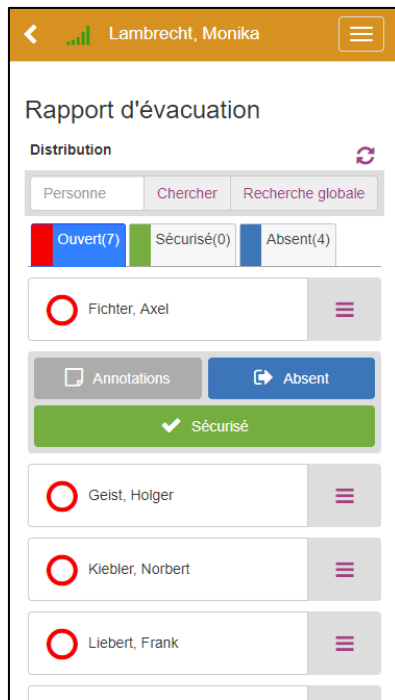 Lambrecht, Monika
Rapport d'évacuation
Distribution
Personne Chercher Recherche globale
Ouvert(7) Sécurisé(0) Absent(4)
Fichter, Axel
Annotations Absent
Sécurisé
Geist, Holger
Kiebler, Norbert
Liebert, Frank